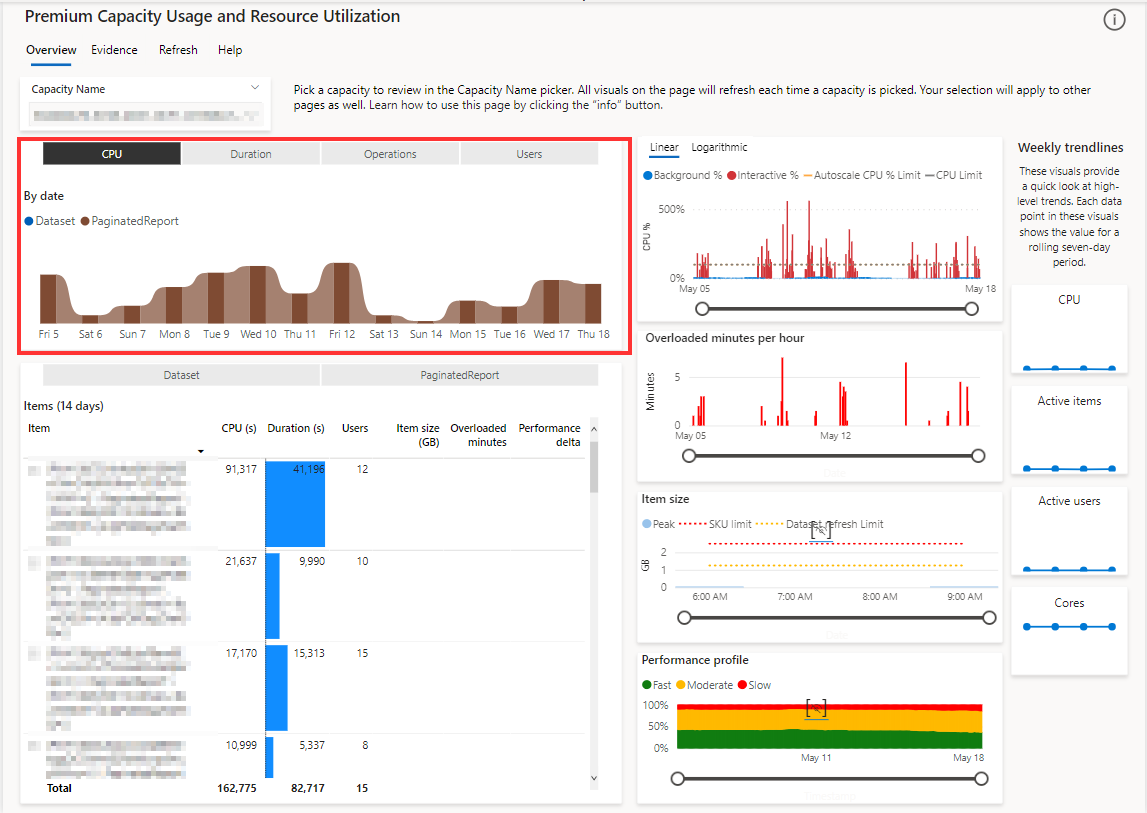 Premium Capacity Usage and Resource Utilization
Overview Evidence Refresh Help
Capacity Name
Pick a capacity to review in the Capacity Name picker. All visuals on the page will refresh each time a capacity is picked. Your selection will apply to other
pages as well. Learn how to use this page by clicking the "info" button.
CPU Duration Operations Users
By date
Dataset PaginatedReport
Fri 5 Sat 6 Sun 7 Mon 8 Tue 9 Wed 10 Thu 11 Fri 12 Sat 13 Sun 14 Mon 15 Tue 16 Wed 17 Thu 18
Dataset PaginatedReport
Items (14 days)
Item CPU (s) Duration (s) Users Item size (GB) Overloaded minutes Performance delta
91,317 41,196 12
21,637 9,990 10
17,170 15,313 15
10,999 5,337 8
Total 162,775 82,717 15
Linear Logarithmic
Background % Interactive % Autoscale CPU % Limit CPU Limit
CPU %
500%
0%
May 05 May 18
Overloaded minutes per hour
Minutes
5
0
May 05 May 12
Item size
Peak SKU limit Dataset refresh Limit
GB
2
1
0
6:00 AM 7:00 AM 8:00 AM 9:00 AM
Performance profile
Fast Moderate Slow
100%
50%
0%
May 11 May 18
Weekly trendlines
These visuals provide
a quick look at high-
level trends. Each data
point in these visuals
shows the value for a
rolling seven-day
period.
CPU
Active items
Active users
Cores